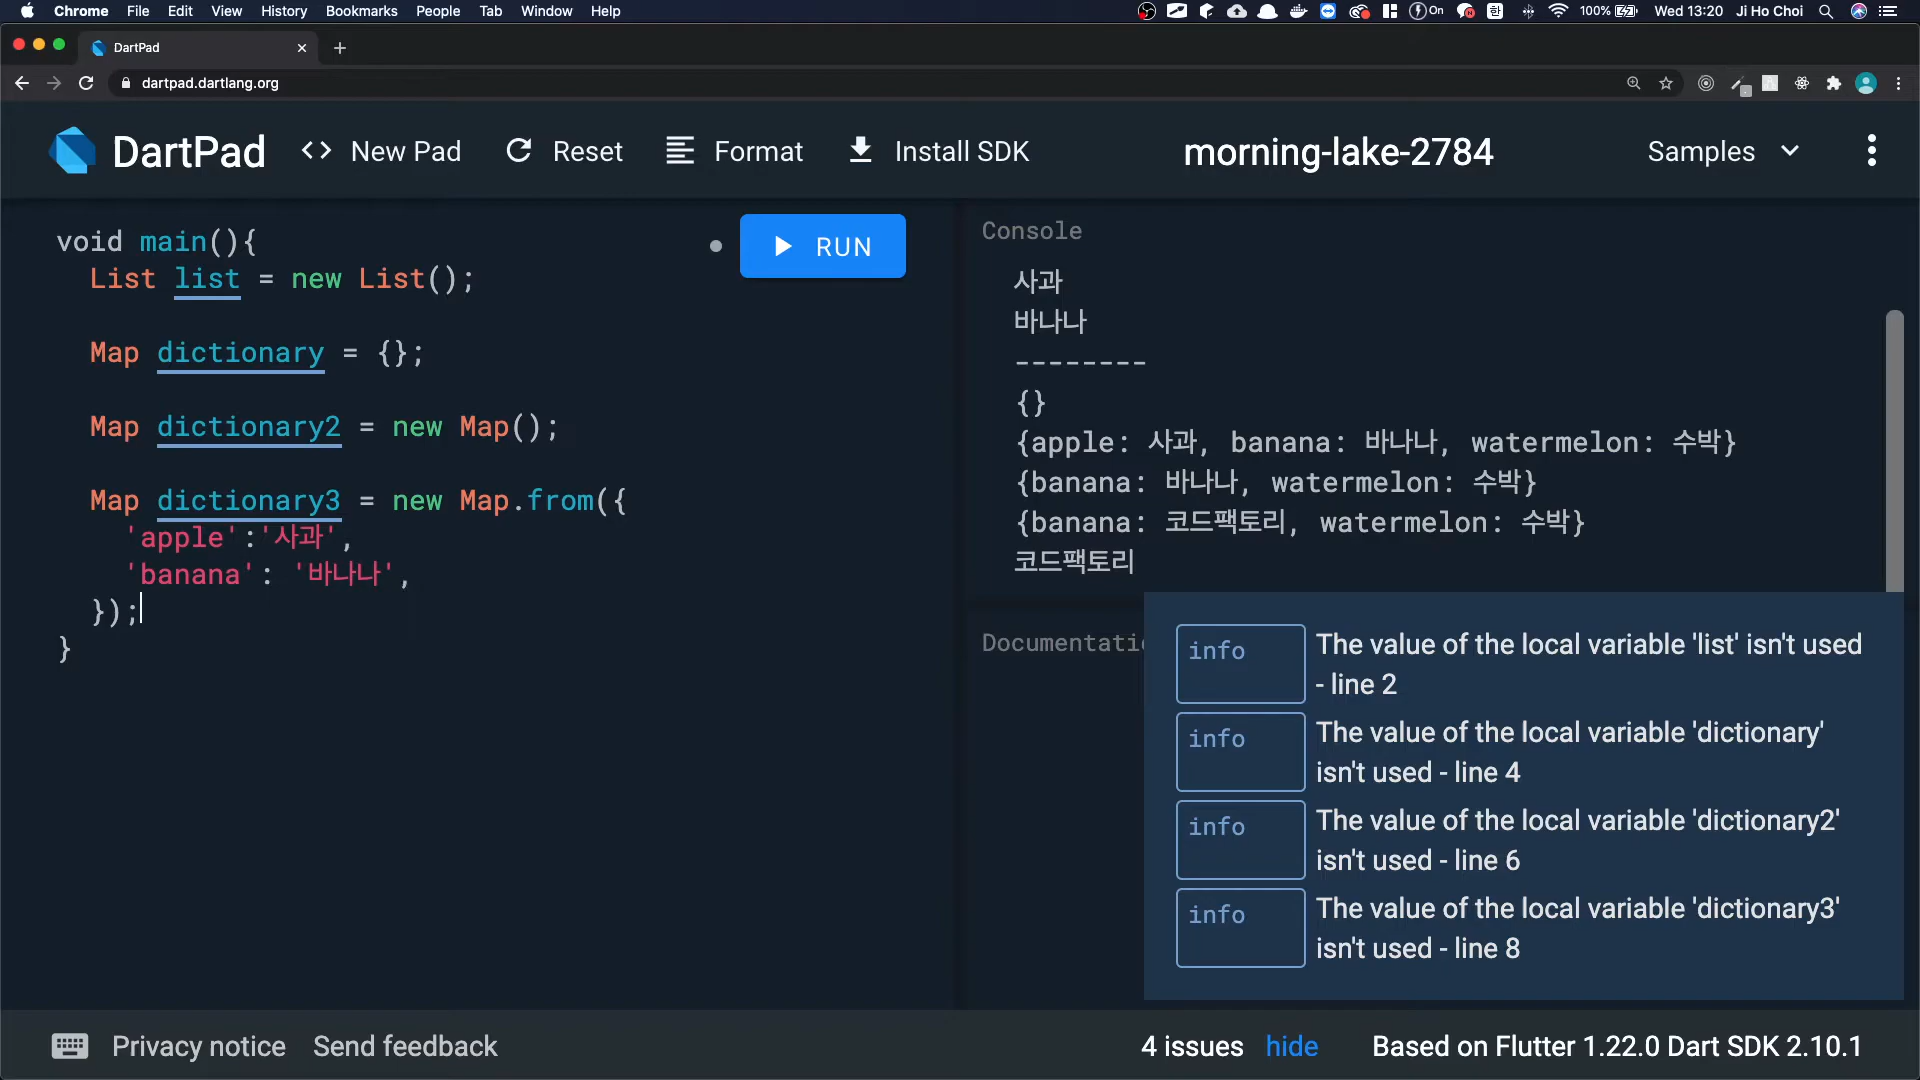 Chrome File Edit View History Bookmarks People Tab Window Help On 한 100% Wed 13:20 Ji Ho Choi
DartPad
dartpad.dartlang.org
DartPad New Pad Reset Format Install SDK morning-lake-2784 Samples
void main(){
List list = new List();
Map dictionary = {};
Map dictionary2 = new Map();
Map dictionary3 = new Map.from({
'apple':'사과',
'banana': '바나나',
});
}
RUN
Console
사과
바나나
--------
{}
{apple: 사과, banana: 바나나, watermelon: 수박}
{banana: 바나나, watermelon: 수박}
{banana: 코드팩토리, watermelon: 수박}
코드팩토리
Documentatio
info The value of the local variable 'list' isn't used
- line 2
info The value of the local variable 'dictionary'
isn't used - line 4
info The value of the local variable 'dictionary2'
isn't used - line 6
info The value of the local variable 'dictionary3'
isn't used - line 8
Privacy notice Send feedback 4 issues hide Based on Flutter 1.22.0 Dart SDK 2.10.1